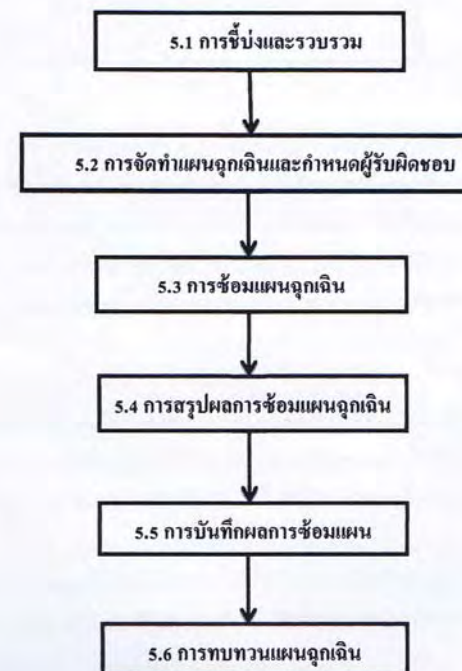 5.1 การชี้บ่งและรวบรวม
5.2 การจัดทำแผนฉุกเฉินและกำหนดผู้รับผิดชอบ
5.3 การซ้อมแผนฉุกเฉิน
5.4 การสรุปผลการซ้อมแผนฉุกเฉิน
5.5 การบันทึกผลการซ้อมแผน
5.6 การทบทวนแผนฉุกเฉิน